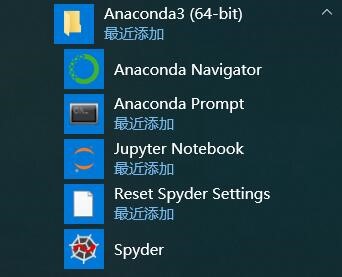 Anaconda3 (64-bit)
最近添加
Anaconda Navigator
Anaconda Prompt
最近添加
Jupyter Notebook
最近添加
Reset Spyder Settings
最近添加
Spyder